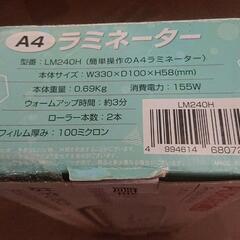 A4 ラミネーター
型番：LM240H（簡単操作のA4ラミネーター）
本体サイズ：W330×D100×H58(mm)
本体重量：0.69Kg 消費電力：155W
ウォームアップ時間：約3分
ローラー本数：2本
フィルム厚み：100ミクロン
LM240H
4 994614 68072